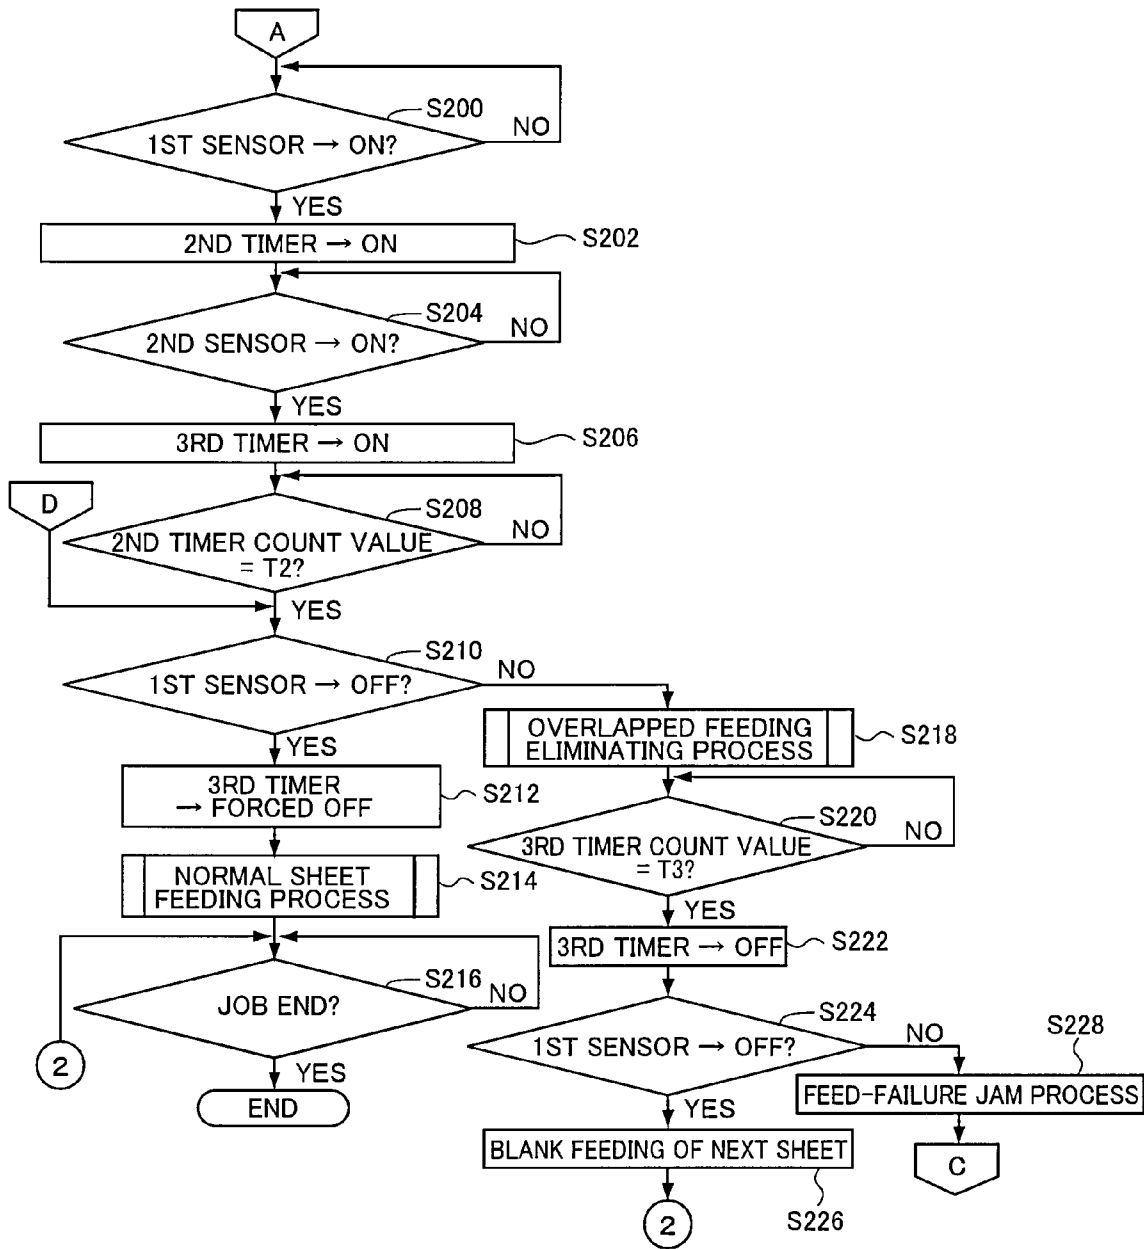 A
S200
1ST SENSOR → ON?
NO
YES
2ND TIMER → ON
S202
S204
2ND SENSOR → ON?
NO
YES
3RD TIMER → ON
S206
D
S208
2ND TIMER COUNT VALUE
= T2?
NO
YES
S210
1ST SENSOR → OFF?
NO
YES
3RD TIMER
→ FORCED OFF
S212
NORMAL SHEET
FEEDING PROCESS
S214
S216
JOB END?
NO
2
YES
END
OVERLAPPED FEEDING
ELIMINATING PROCESS
S218
S220
3RD TIMER COUNT VALUE
= T3?
NO
YES
3RD TIMER → OFF
S222
S224
1ST SENSOR → OFF?
NO
YES
S228
FEED-FAILURE JAM PROCESS
C
BLANK FEEDING OF NEXT SHEET
S226
2